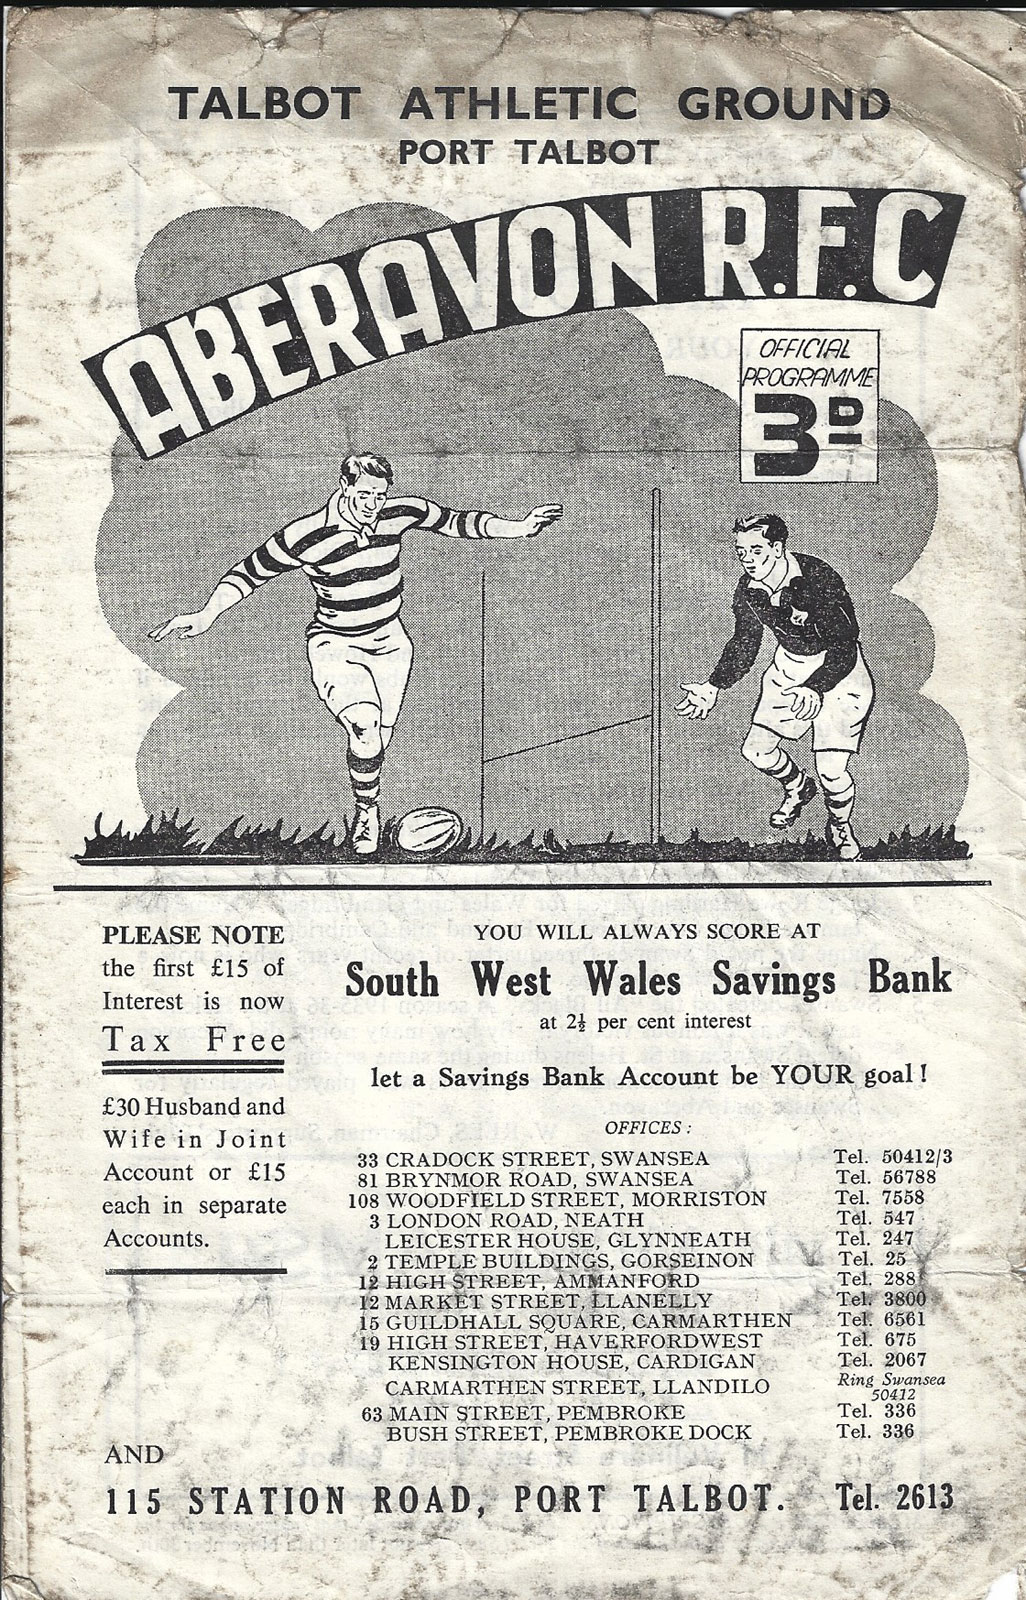 TALBOT ATHLETIC GROUND
PORT TALBOT
ABERAVON R.F.C
OFFICIAL
PROGRAMME
3D
PLEASE NOTE
the first £15 of
Interest is now
Tax Free
£30 Husband and
Wife in Joint
Account or £15
each in separate
Accounts.
YOU WILL ALWAYS SCORE AT
South West Wales Savings Bank
at 2½ per cent interest
let a Savings Bank Account be YOUR goal!
OFFICES:
33 CRADOCK STREET, SWANSEA Tel. 50412/3
81 BRYNMOR ROAD, SWANSEA Tel. 56788
108 WOODFIELD STREET, MORRISTON Tel. 7558
3 LONDON ROAD, NEATH Tel. 547
LEICESTER HOUSE, GLYNNEATH Tel. 247
2 TEMPLE BUILDINGS, GORSEINON Tel. 25
12 HIGH STREET, AMMANFORD Tel. 288
12 MARKET STREET, LLANELLY Tel. 3800
15 GUILDHALL SQUARE, CARMARTHEN Tel. 6561
19 HIGH STREET, HAVERFORDWEST Tel. 675
KENSINGTON HOUSE, CARDIGAN Tel. 2067
CARMARTHEN STREET, LLANDILO Ring Swansea
50412
63 MAIN STREET, PEMBROKE Tel. 336
BUSH STREET, PEMBROKE DOCK Tel. 336
AND
115 STATION ROAD, PORT TALBOT. Tel. 2613